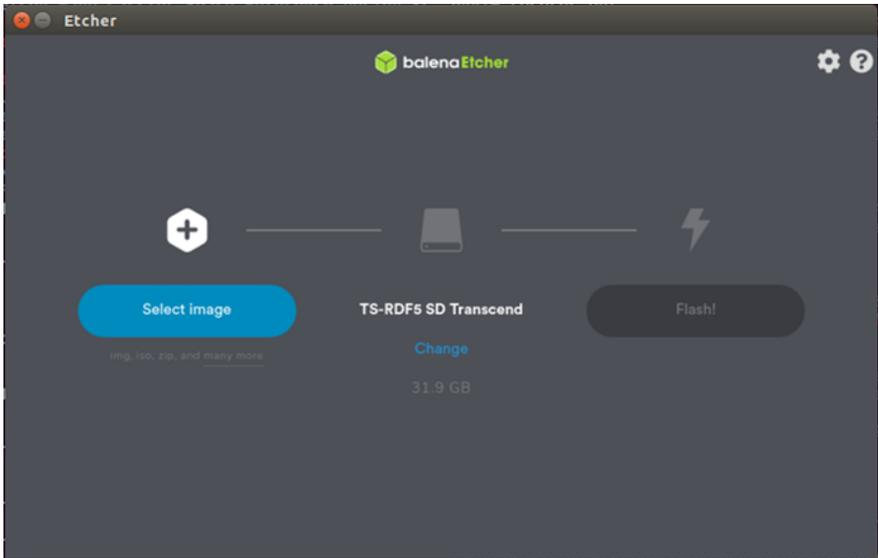 Etcher
balenaEtcher
Select image
TS-RDF5 SD Transcend
Flash!
img, iso, zip, and many more
Change
31.9 GB